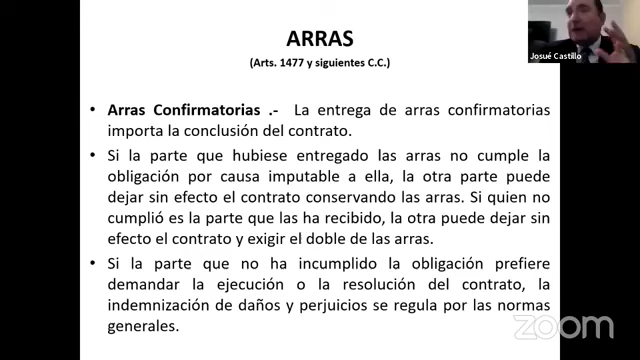 ARRAS
(Arts. 1477 y siguientes C.C.)
Josué Castillo
• Arras Confirmatorias .- La entrega de arras confirmatorias
importa la conclusión del contrato.
• Si la parte que hubiese entregado las arras no cumple la
obligación por causa imputable a ella, la otra parte puede
dejar sin efecto el contrato conservando las arras. Si quien no
cumplió es la parte que las ha recibido, la otra puede dejar sin
efecto el contrato y exigir el doble de las arras.
• Si la parte que no ha incumplido la obligación prefiere
demandar la ejecución o la resolución del contrato, la
indemnización de daños y perjuicios se regula por las normas
generales.
zoom